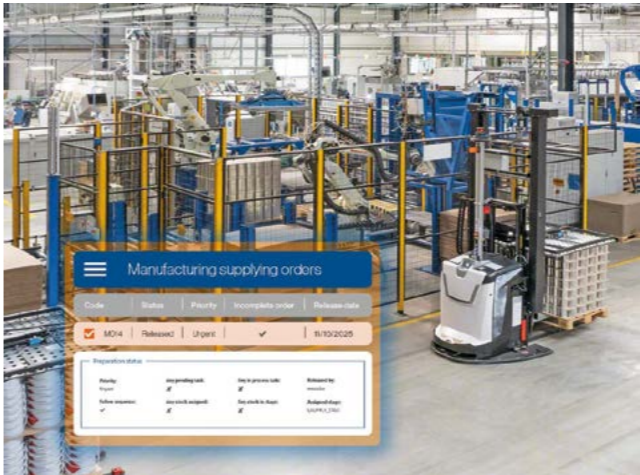 Manufacturing supplying orders
Code Status Priority Incomplete order Release date
M014 Released Urgent ✓ 11/10/2025
Preparation status
Priority: Any pending task: Any in process task: Released by:
Urgent ✗ ✗
Follow sequence: Any stock assigned: Any stock in stage: Assigned stage:
✓ ✗ ✗